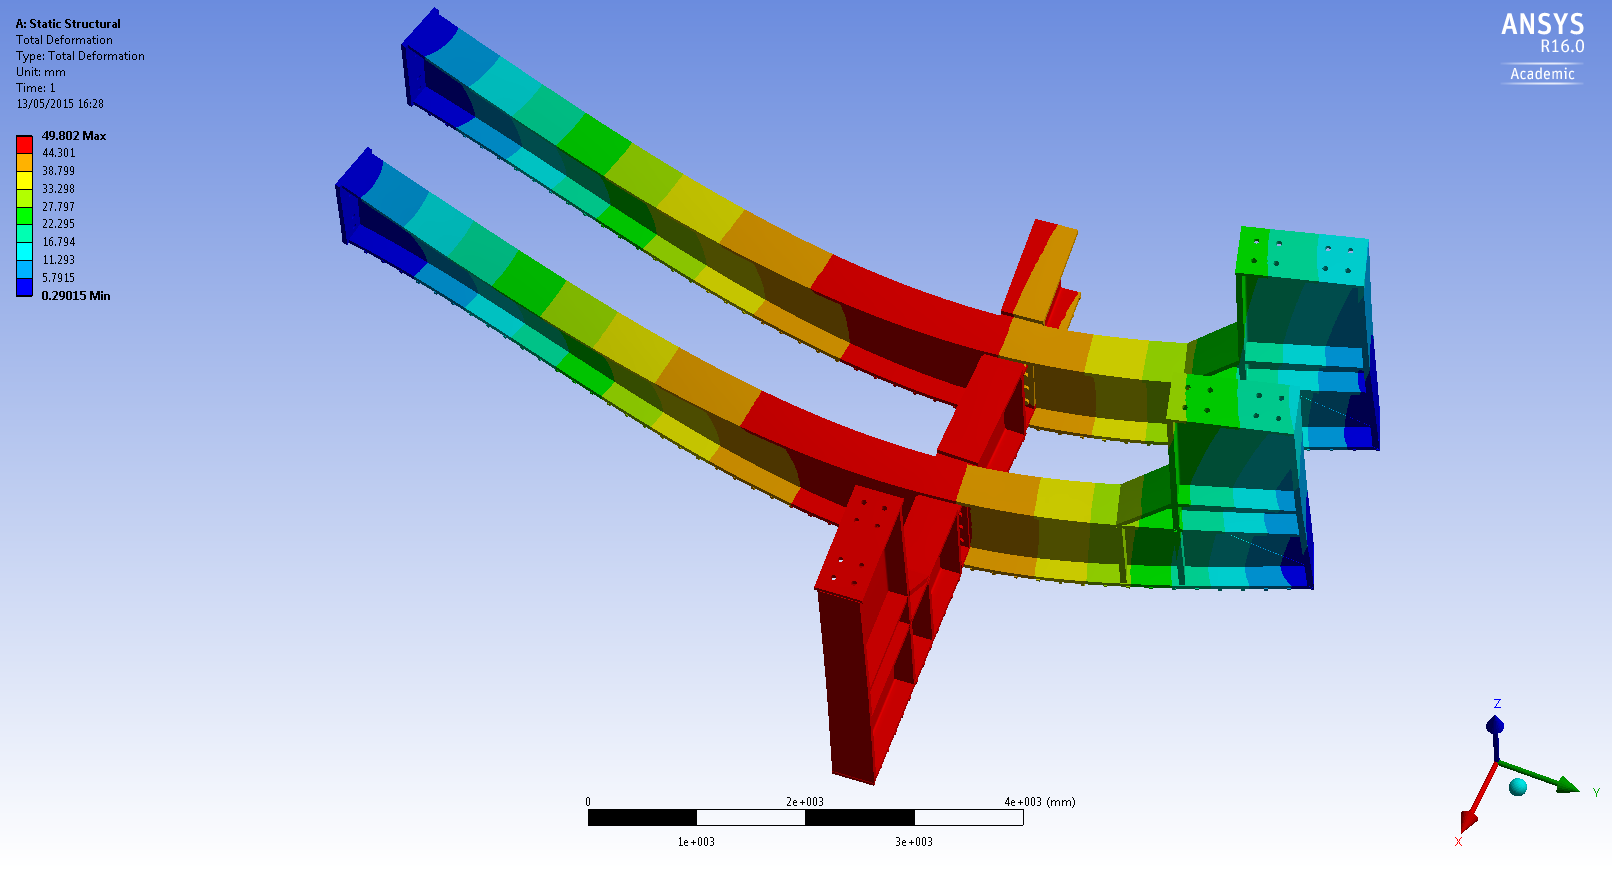 A: Static Structural
Total Deformation
Type: Total Deformation
Unit: mm
Time: 1
13/05/2015 16:28
49.802 Max
44.301
38.799
33.298
27.797
22.295
16.794
11.293
5.7915
0.29015 Min
ANSYS
R16.0
Academic
0 2e+003 4e+003 (mm)
1e+003 3e+003
Z
Y
X